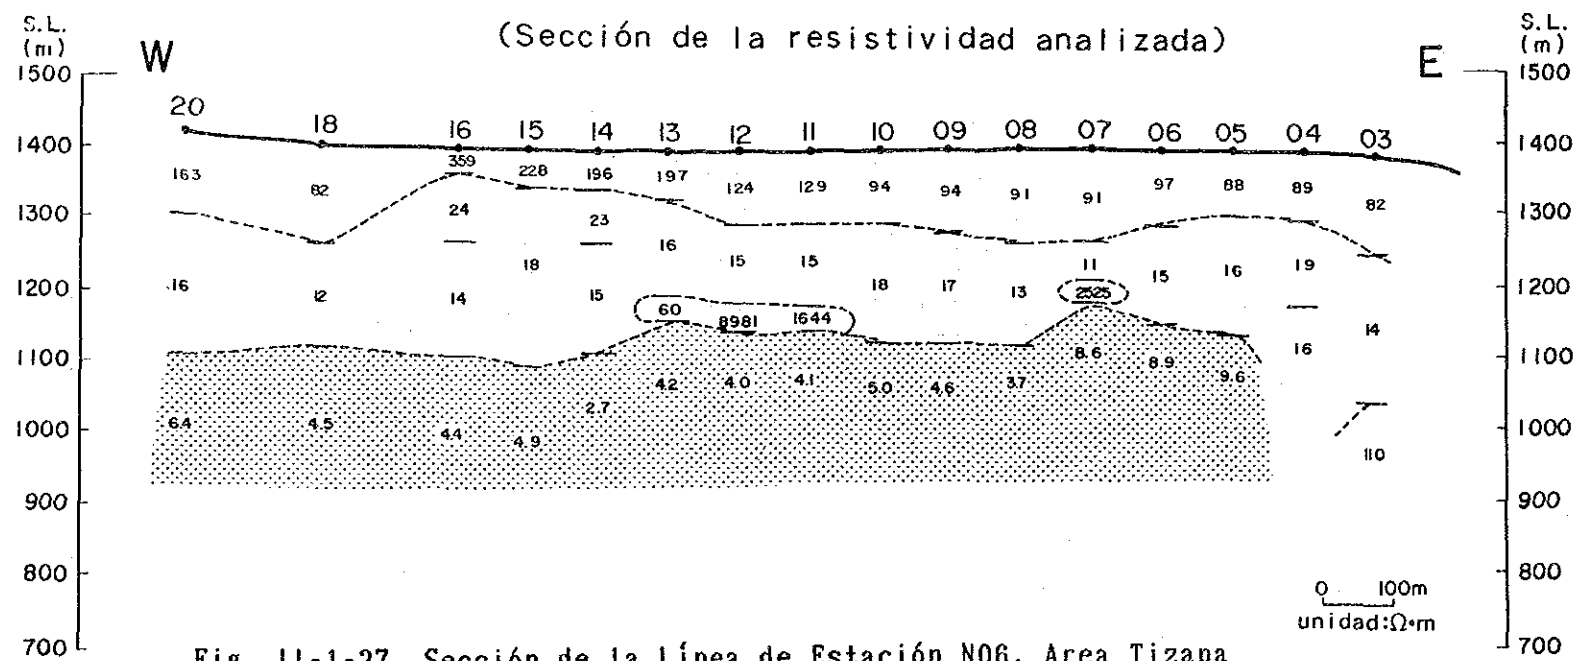 (Sección de la resistividad analizada)
S.L. S.L.
(m) (m)
W E
1500 1500
20 18 16 15 14 13 12 11 10 09 08 07 06 05 04 03
1400 1400
359
163 82 228 196 197 124 129 94 94 91 91 97 88 89 82
1300 1300
24 23
16
18 15 15 11 15 16 19
1200 1200
16 12 14 15 18 17 13 2525
60 8981 1644 14
16
1100 1100
8.6 8.9 9.6
4.2 4.0 4.1 5.0 4.6 3.7
2.7
6.4 4.5 4.4 4.9
1000 1000
110
900 900
800 800
0 100m
unidad:Ω•m
700 700
Fig. II-1-27 Sección de la Línea de Estación N06, Area Tizapa